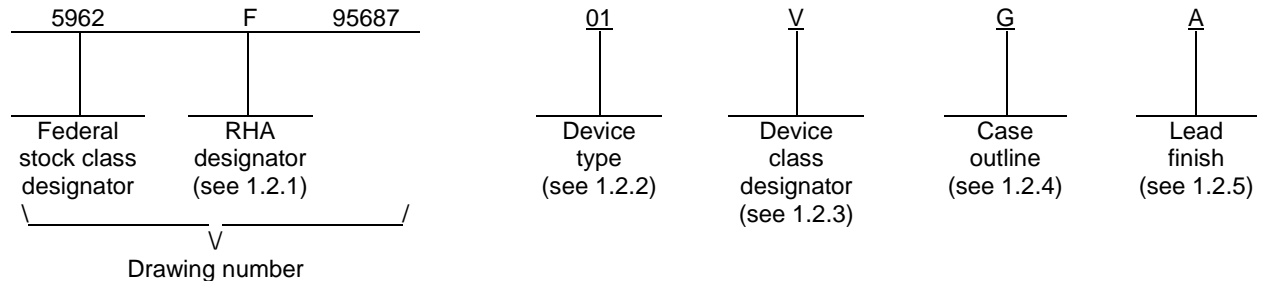 5962 F 95687 01 V G A
Federal stock class designator
RHA designator (see 1.2.1)
Device type (see 1.2.2)
Device class designator (see 1.2.3)
Case outline (see 1.2.4)
Lead finish (see 1.2.5)
\ /
\/
Drawing number